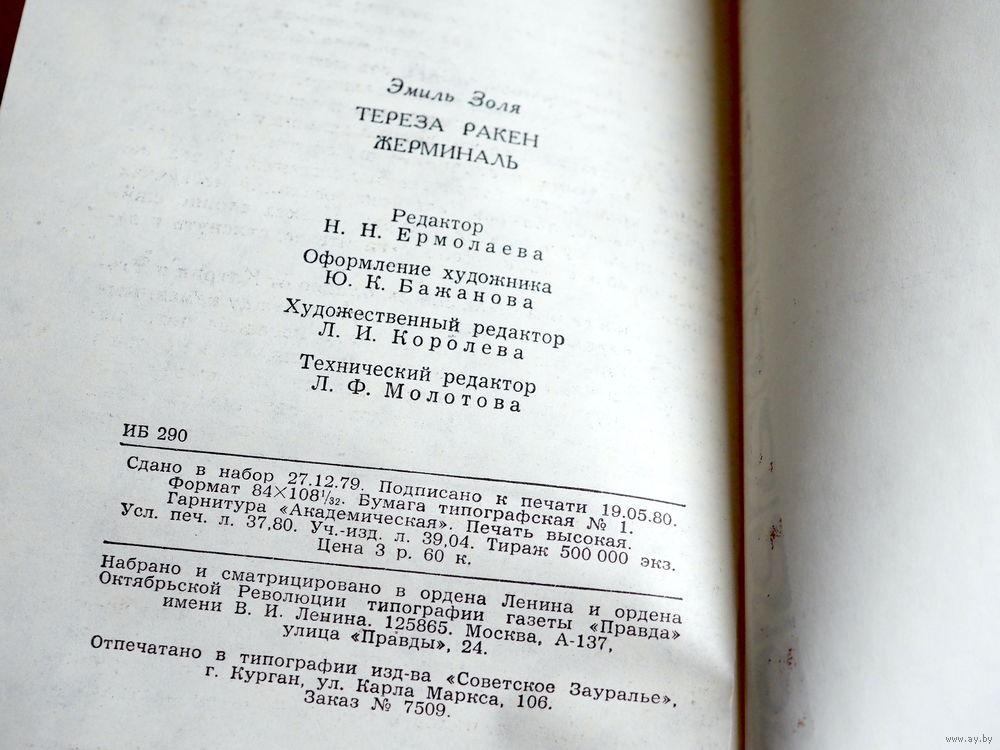 Эмиль Золя
ТЕРЕЗА РАКЕН
ЖЕРМИНАЛЬ
Редактор
Н. Н. Ермолаева
Оформление художника
Ю. К. Бажанова
Художественный редактор
Л. И. Королева
Технический редактор
Л. Ф. Молотова
ИБ 290
Сдано в набор 27.12.79. Подписано к печати 19.05.80.
Формат 84×108¹/₃₂. Бумага типографская № 1.
Гарнитура «Академическая». Печать высокая.
Усл. печ. л. 37,80. Уч.-изд. л. 39,04. Тираж 500 000 экз.
Цена 3 р. 60 к.
Набрано и сматрицировано в ордена Ленина и ордена
Октябрьской Революции типографии газеты «Правда»
имени В. И. Ленина. 125865. Москва, А-137,
улица «Правды», 24.
Отпечатано в типографии изд-ва «Советское Зауралье»,
г. Курган, ул. Карла Маркса, 106.
Заказ № 7509.
www.ay.by